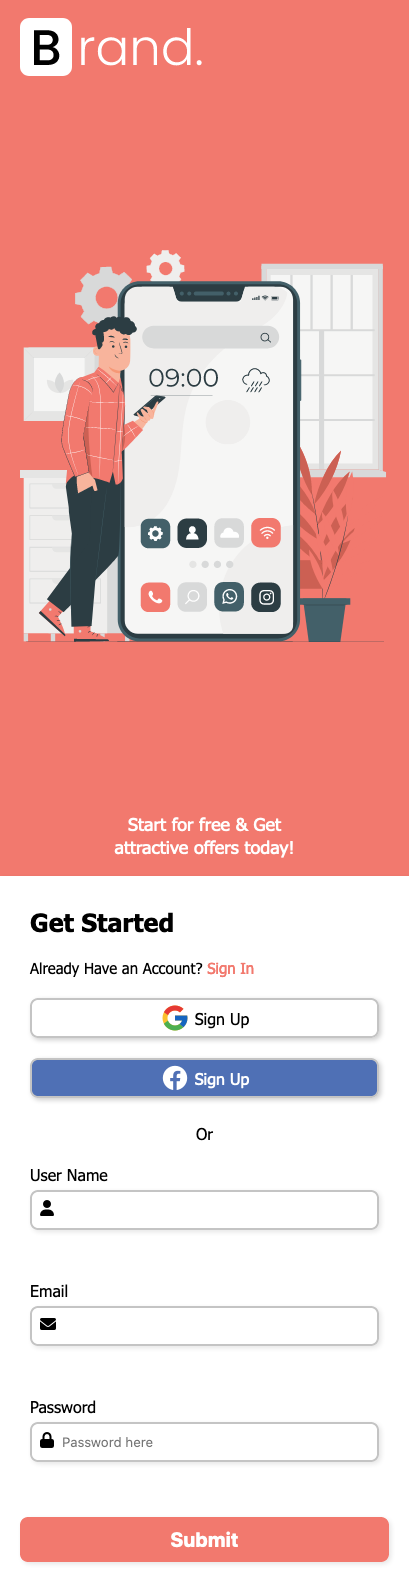 Brand.
09:00
Start for free & Get
attractive offers today!
Get Started
Already Have an Account? Sign In
Sign Up
Sign Up
Or
User Name
Email
Password
Password here
Submit